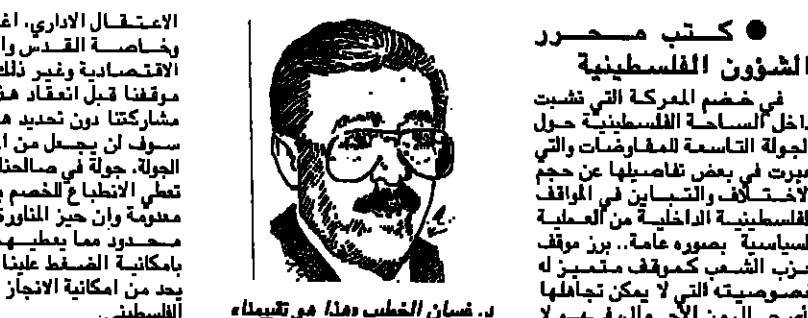 ● كتب محرر
الشؤون الفلسطينية
في خضم المعركة التي نشبت
داخل الساحة الفلسطينية حول
الجولة التاسعة للمفاوضات والتي
عبرت في بعض تفاصيلها عن حجم
الاختلاف والتباين في المواقف
الفلسطينية الداخلية من العملية
السياسية بصوره عامة.. برز موقف
حزب الشعب كموقف متميز له
خصوصيته التي لا يمكن تجاهلها
د. غسان الخطيب وهذا هو تقييمناء
الاعتقال الاداري، اغ
وخاصة القدس وا
الاقتصادية وغير ذلك
موقفنا قبل انعقاد هـ
مشاركتنا دون تحديد هـ
سوف لن يجعل من ا
الجولة، جولة في صالحنا
تعطي الانطباع للخصم
معدومة وان حيز المناورة
محدود مما يعطيه
بامكانية الضغط علينا
يحد من امكانية الانجاز
الفلسطيني.